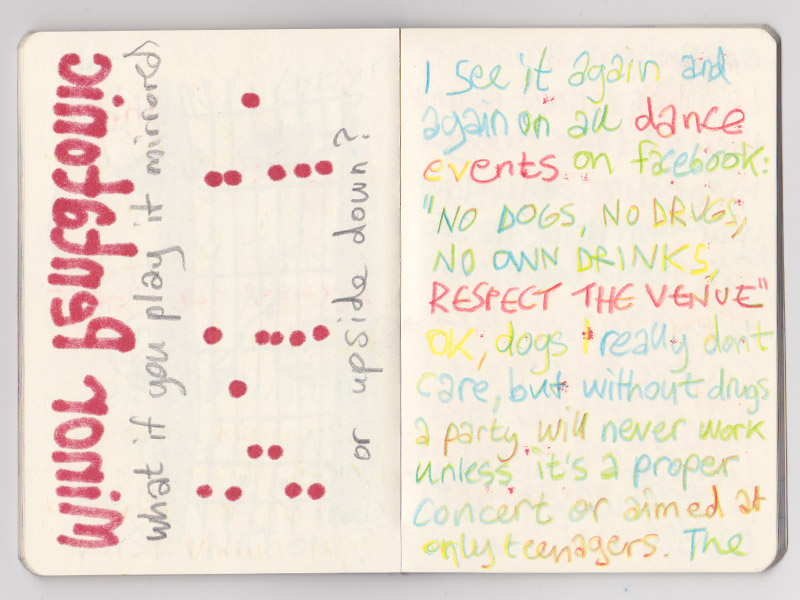 Minor pentatonic
what if you play it mirrored
or upside down?
I see it again and
again on all dance
events on facebook:
"NO DOGS, NO DRUGS,
NO OWN DRINKS,
RESPECT THE VENUE"
OK, dogs I really don't
care, but without drugs
a party will never work
unless it's a proper
concert or aimed at
only teenagers. The